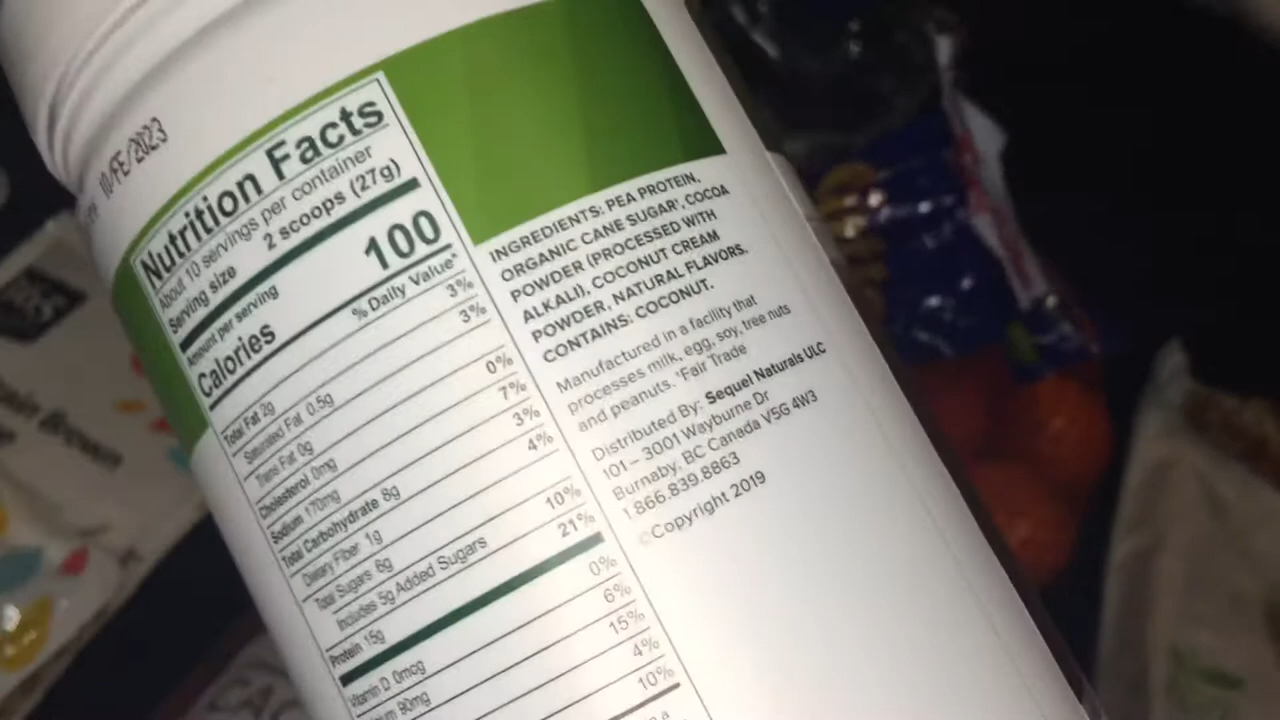 10/FE/2023
Nutrition Facts
About 10 servings per container
Serving size 2 scoops (27g)
Amount per serving
Calories 100
% Daily Value*
Total Fat 2g 3%
Saturated Fat 0.5g 3%
Trans Fat 0g
Cholesterol 0mg 0%
Sodium 170mg 7%
Total Carbohydrate 8g 3%
Dietary Fiber 1g 4%
Total Sugars 6g
Includes 5g Added Sugars 10%
Protein 15g 21%
Vitamin D 0mcg 0%
90mg 6%
15%
4%
10%
INGREDIENTS: PEA PROTEIN,
ORGANIC CANE SUGAR†, COCOA
POWDER (PROCESSED WITH
ALKALI), COCONUT CREAM
POWDER, NATURAL FLAVORS.
CONTAINS: COCONUT.
Manufactured in a facility that
processes milk, egg, soy, tree nuts
and peanuts. †Fair Trade
Distributed By: Sequel Naturals ULC
101 – 3001 Wayburne Dr
Burnaby, BC Canada V5G 4W3
1.866.839.8863
©Copyright 2019
Brown